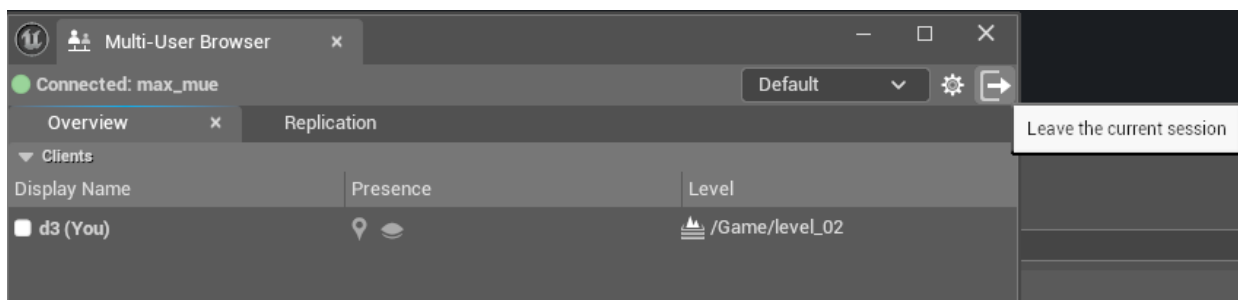 Multi-User Browser
Connected: max_mue
Default
Overview
Replication
Leave the current session
Clients
Display Name
Presence
Level
d3 (You)
/Game/level_02